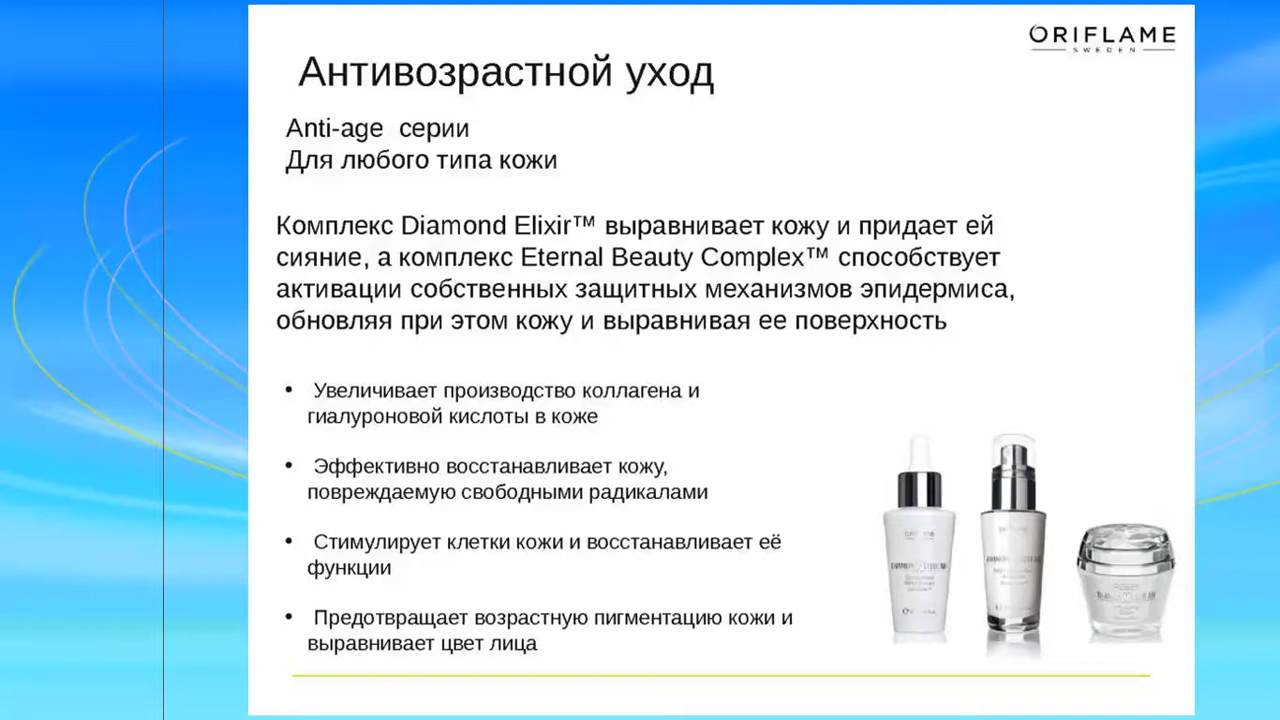 ORIFLAME
SWEDEN
Антивозрастной уход
Anti-age серии
Для любого типа кожи
Комплекс Diamond Elixir™ выравнивает кожу и придает ей
сияние, а комплекс Eternal Beauty Complex™ способствует
активации собственных защитных механизмов эпидермиса,
обновляя при этом кожу и выравнивая ее поверхность
• Увеличивает производство коллагена и
гиалуроновой кислоты в коже
• Эффективно восстанавливает кожу,
повреждаемую свободными радикалами
• Стимулирует клетки кожи и восстанавливает её
функции
• Предотвращает возрастную пигментацию кожи и
выравнивает цвет лица